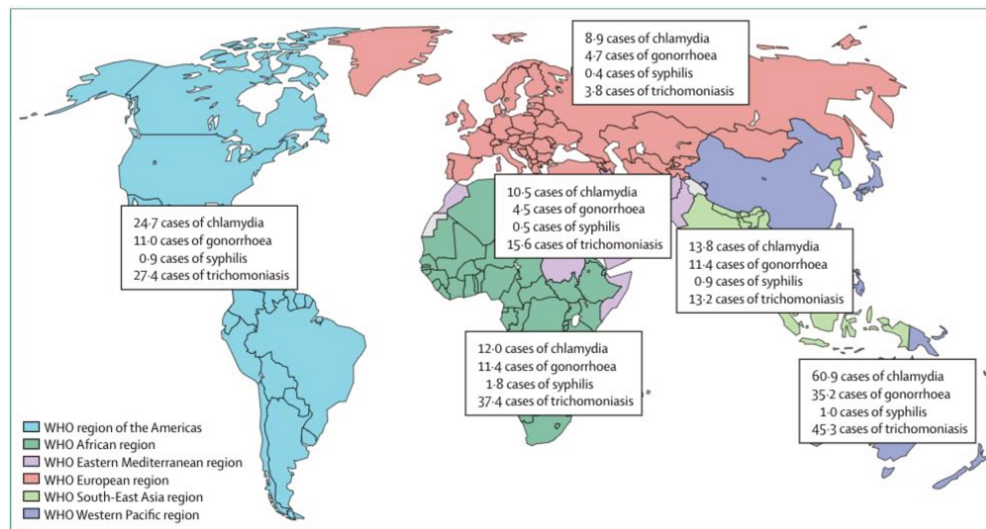 8·9 cases of chlamydia
4·7 cases of gonorrhoea
0·4 cases of syphilis
3·8 cases of trichomoniasis
10·5 cases of chlamydia
4·5 cases of gonorrhoea
0·5 cases of syphilis
15·6 cases of trichomoniasis
24·7 cases of chlamydia
11·0 cases of gonorrhoea
0·9 cases of syphilis
27·4 cases of trichomoniasis
13·8 cases of chlamydia
11·4 cases of gonorrhoea
0·9 cases of syphilis
13·2 cases of trichomoniasis
12·0 cases of chlamydia
11·4 cases of gonorrhoea
1·8 cases of syphilis
37·4 cases of trichomoniasis
60·9 cases of chlamydia
35·2 cases of gonorrhoea
1·0 cases of syphilis
45·3 cases of trichomoniasis
WHO region of the Americas
WHO African region
WHO Eastern Mediterranean region
WHO European region
WHO South-East Asia region
WHO Western Pacific region